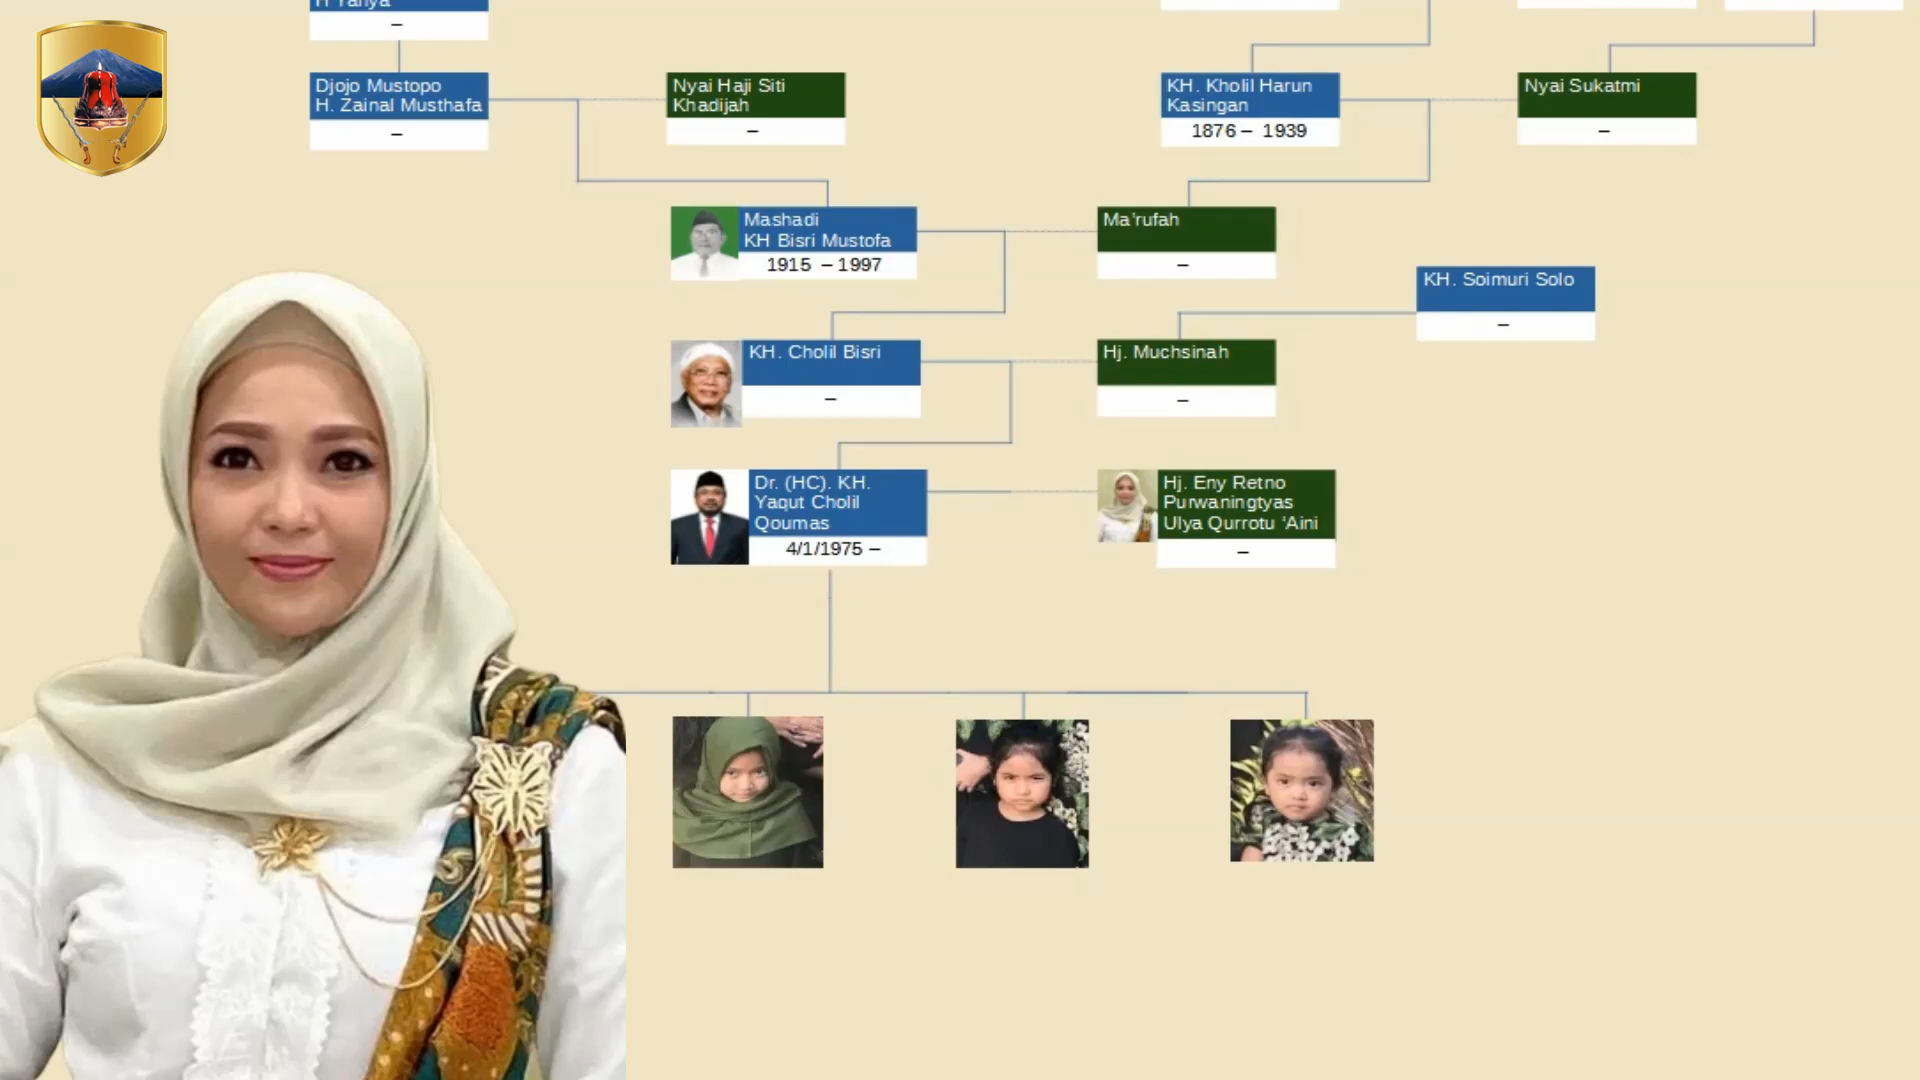 H Yahya
–
Djojo Mustopo
H. Zainal Musthafa
–
Nyai Haji Siti
Khadijah
–
KH. Kholil Harun
Kasingan
1876 – 1939
Nyai Sukatmi
–
Mashadi
KH Bisri Mustofa
1915 – 1997
Ma'rufah
–
KH. Soimuri Solo
–
KH. Cholil Bisri
–
Hj. Muchsinah
–
Dr. (HC). KH.
Yaqut Cholil
Qoumas
4/1/1975 –
Hj. Eny Retno
Purwaningtyas
Ulya Qurrotu 'Aini
–